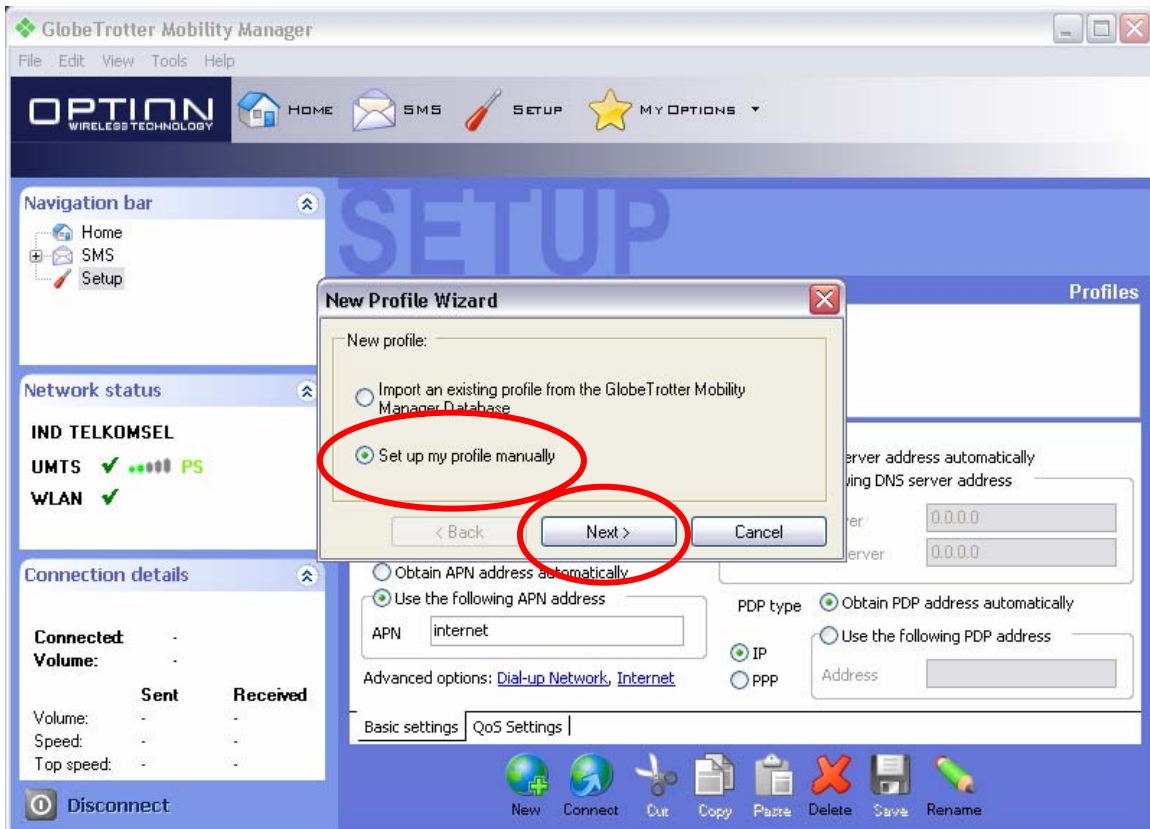 GlobeTrotter Mobility Manager
File Edit View Tools Help
OPTION
WIRELESS TECHNOLOGY
HOME
SMS
SETUP
MY OPTIONS
SETUP
Navigation bar
Home
SMS
Setup
Profiles
New Profile Wizard
New profile:
Import an existing profile from the GlobeTrotter Mobility
Manager Database
Set up my profile manually
< Back
Next >
Cancel
Network status
IND TELKOMSEL
UMTS PS
WLAN
erver address automatically
ving DNS server address
er 0.0.0.0
erver 0.0.0.0
Obtain APN address automatically
Use the following APN address
APN internet
Advanced options: Dial-up Network, Internet
PDP type
IP
PPP
Obtain PDP address automatically
Use the following PDP address
Address
Basic settings QoS Settings
Connection details
Connected: -
Volume: -
Sent Received
Volume: - -
Speed: - -
Top speed: - -
Disconnect
New Connect Cut Copy Paste Delete Save Rename